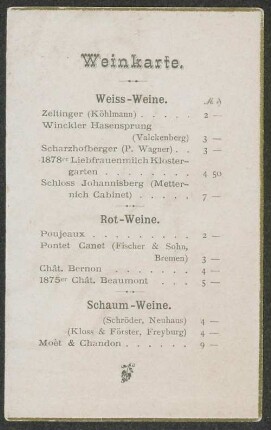 Weinkarte.
Weiss-Weine. ℳ ₰
Zeltinger (Köhlmann) . . . . . 2 —
Winckler Hasensprung
(Valckenberg) 3 —
Scharzhofberger (P. Wagner) . . 3 —
1878er Liebfrauenmilch Kloster-
garten . . . . . . . . 4 50
Schloss Johannisberg (Metter-
nich Cabinet) . . . . . 7 —
Rot-Weine.
Poujeaux . . . . . . . . . 2 —
Pontet Canet (Fischer & Sohn,
Bremen) 3 —
Chât. Bernon . . . . . . . . 4 —
1875er Chât. Beaumont . . . . 5 —
Schaum-Weine.
(Schröder, Neuhaus) 4 —
(Kloss & Förster, Freyburg) 4 —
Moët & Chandon . . . . . . 9 —